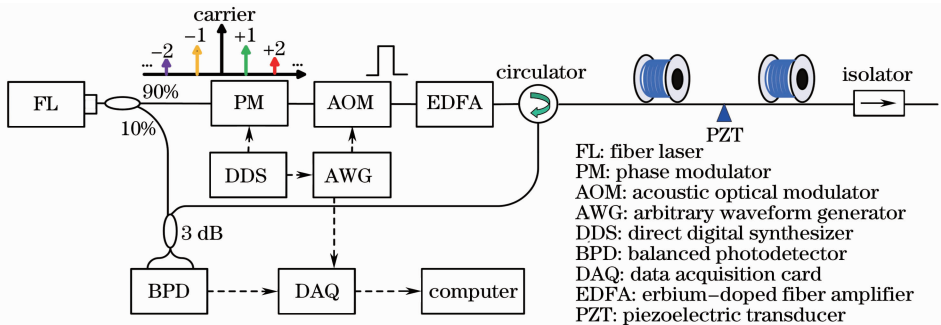 carrier
... −2 −1 +1 +2 ...
FL
90%
10%
PM
AOM
EDFA
circulator
isolator
PZT
DDS
AWG
3 dB
BPD
DAQ
computer
FL: fiber laser
PM: phase modulator
AOM: acoustic optical modulator
AWG: arbitrary waveform generator
DDS: direct digital synthesizer
BPD: balanced photodetector
DAQ: data acquisition card
EDFA: erbium−doped fiber amplifier
PZT: piezoelectric transducer